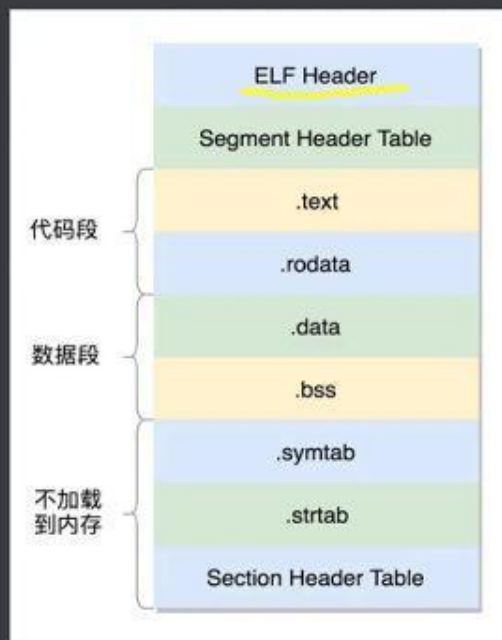 ELF Header
Segment Header Table
代码段
.text
.rodata
数据段
.data
.bss
不加载
到内存
.symtab
.strtab
Section Header Table